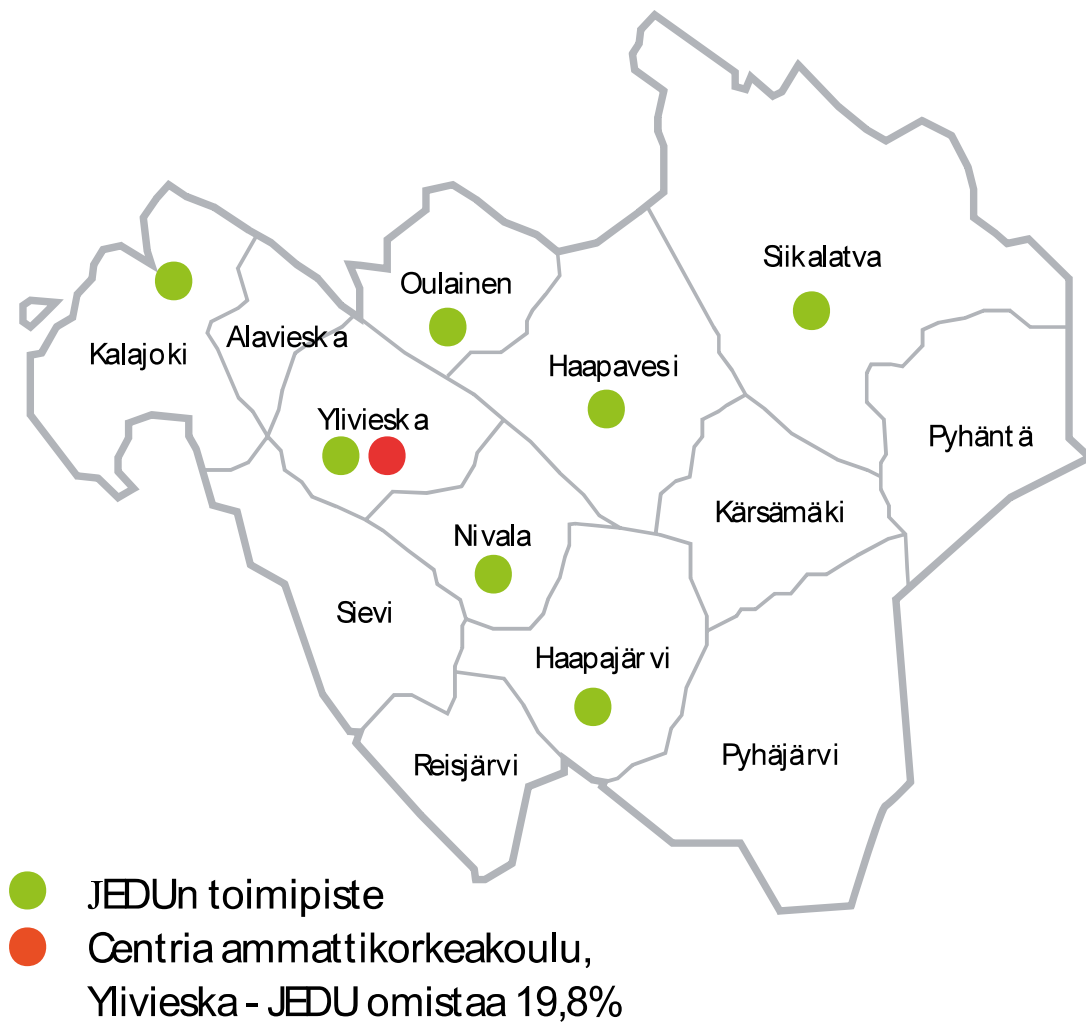 Siikalatva
Oulainen
Alavieska
Kalajoki
Haapavesi
Ylivieska
Pyhäntä
Kärsämäki
Nivala
Sievi
Haapajärvi
Pyhäjärvi
Reisjärvi
JEDUn toimipiste
Centria ammattikorkeakoulu,
Ylivieska - JEDU omistaa 19,8%